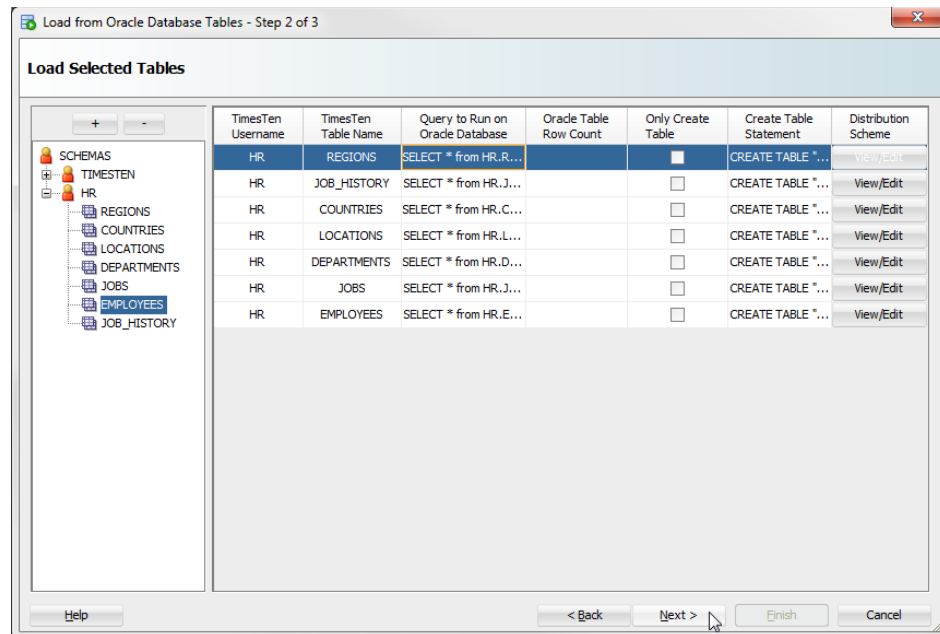 Load from Oracle Database Tables - Step 2 of 3
Load Selected Tables
+ -
SCHEMAS
TIMESTEN
HR
REGIONS
COUNTRIES
LOCATIONS
DEPARTMENTS
JOBS
EMPLOYEES
JOB_HISTORY
TimesTen Username TimesTen Table Name Query to Run on Oracle Database Oracle Table Row Count Only Create Table Create Table Statement Distribution Scheme
HR REGIONS SELECT * from HR.R... CREATE TABLE "... View/Edit
HR JOB_HISTORY SELECT * from HR.J... CREATE TABLE "... View/Edit
HR COUNTRIES SELECT * from HR.C... CREATE TABLE "... View/Edit
HR LOCATIONS SELECT * from HR.L... CREATE TABLE "... View/Edit
HR DEPARTMENTS SELECT * from HR.D... CREATE TABLE "... View/Edit
HR JOBS SELECT * from HR.J... CREATE TABLE "... View/Edit
HR EMPLOYEES SELECT * from HR.E... CREATE TABLE "... View/Edit
Help < Back Next > Finish Cancel